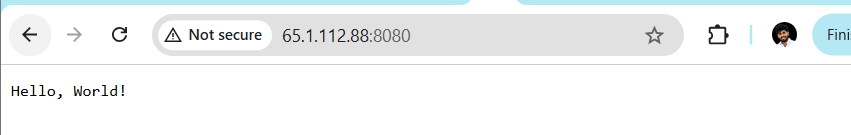 Not secure 65.1.112.88:8080
Hello, World!